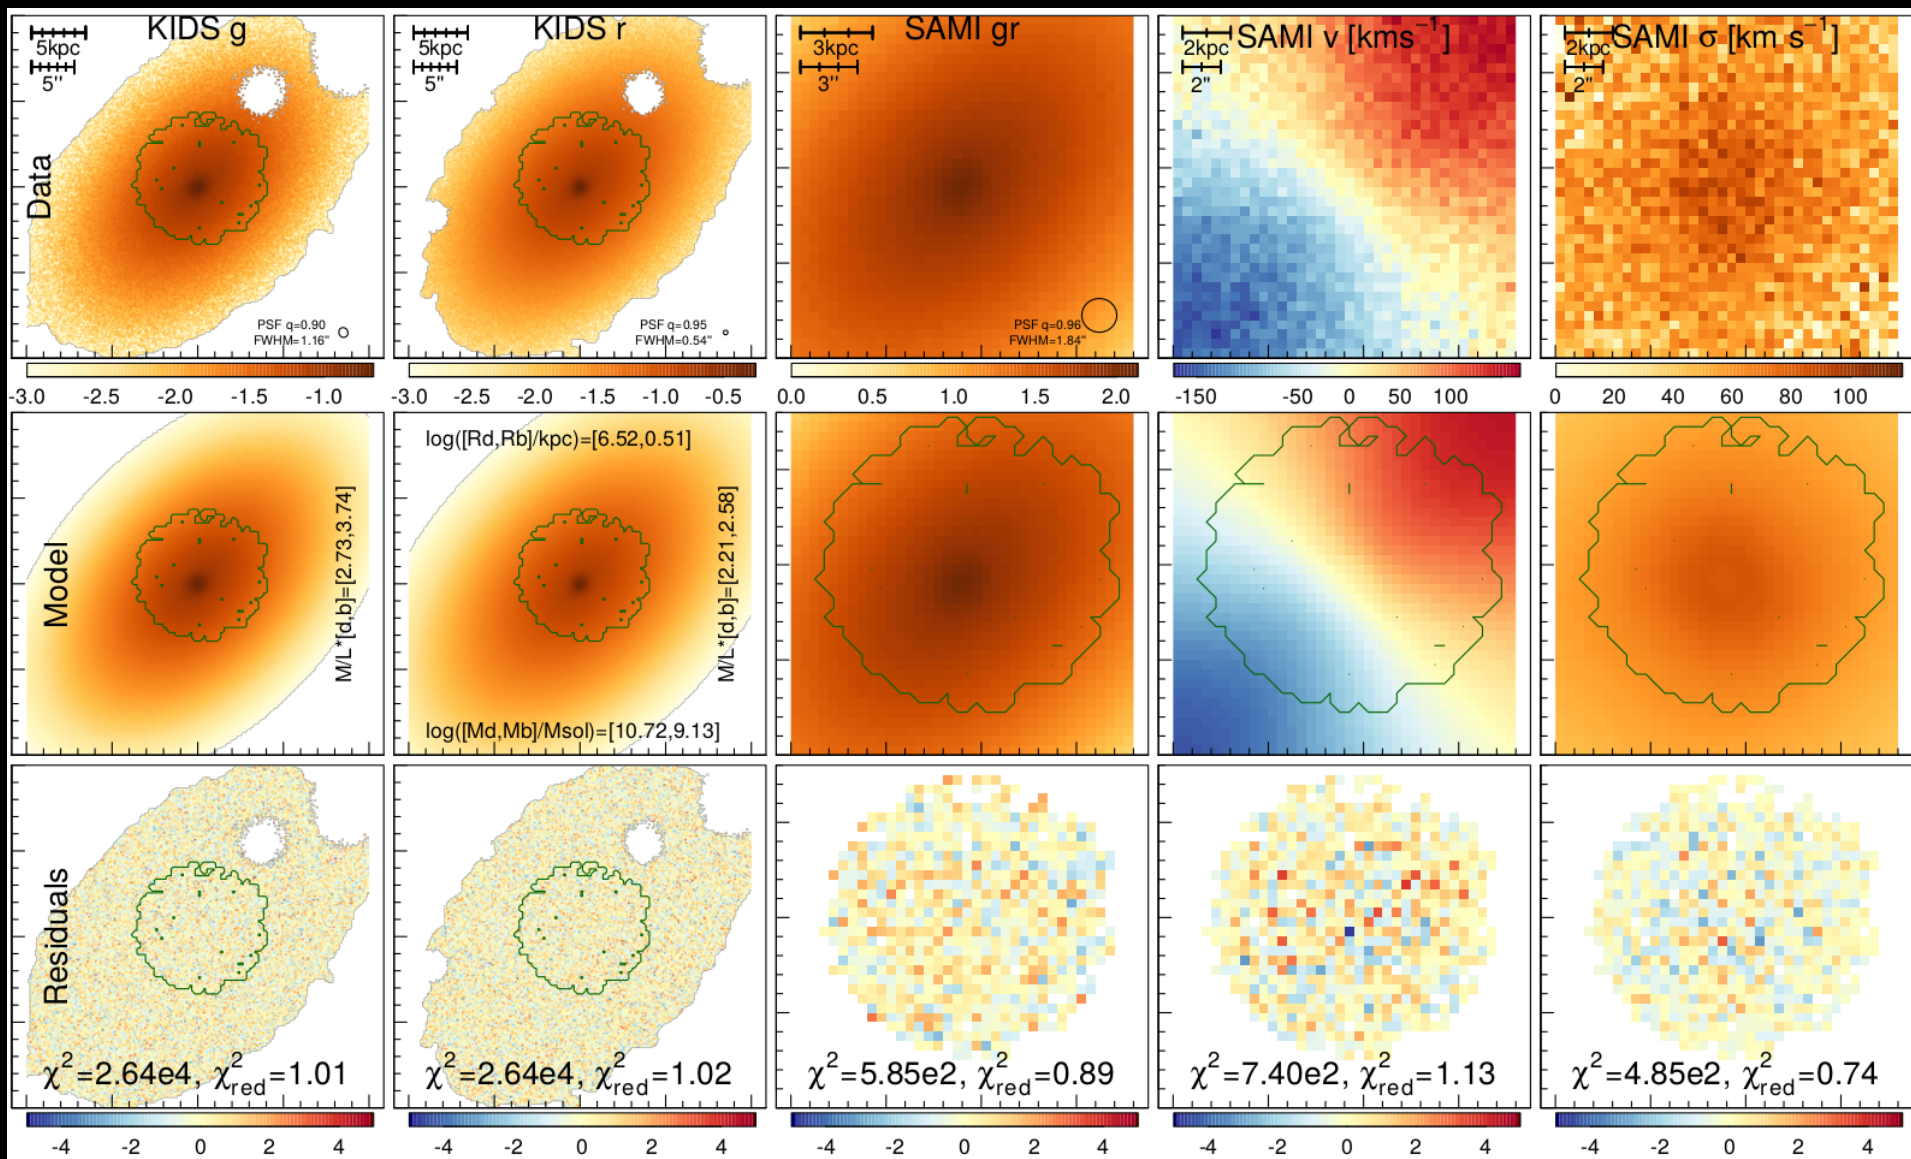 KIDS g
5kpc
5"
Data
PSF q=0.90
FWHM=1.16"
-3.0 -2.5 -2.0 -1.5 -1.0
KIDS r
5kpc
5"
PSF q=0.95
FWHM=0.54"
-2.5 -2.0 -1.5 -1.0 -0.5
SAMI gr
3kpc
3"
PSF q=0.96
FWHM=1.84"
0.0 0.5 1.0 1.5 2.0
SAMI v [kms⁻¹]
2kpc
2"
-150 -50 0 50 100
SAMI σ [km s⁻¹]
2kpc
2"
0 20 40 60 80 100
Model
M/L*[d,b]=[2.73,3.74]
log([Rd,Rb]/kpc)=[6.52,0.51]
M/L*[d,b]=[2.21,2.58]
log([Md,Mb]/Msol)=[10.72,9.13]
Residuals
χ²=2.64e4, χ²red=1.01
-4 -2 0 2 4
χ²=2.64e4, χ²red=1.02
-4 -2 0 2 4
χ²=5.85e2, χ²red=0.89
-4 -2 0 2 4
χ²=7.40e2, χ²red=1.13
-4 -2 0 2 4
χ²=4.85e2, χ²red=0.74
-4 -2 0 2 4